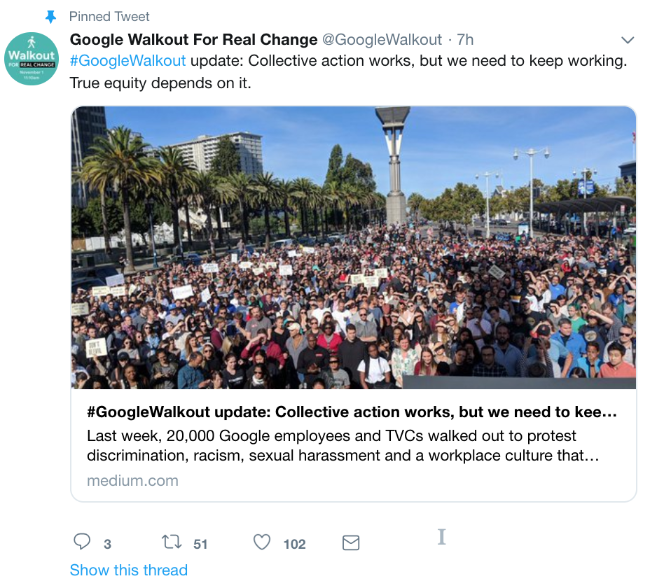 Pinned Tweet
Google Walkout For Real Change @GoogleWalkout · 7h
Walkout
FOR REAL CHANGE
November 1
11:10am
#GoogleWalkout update: Collective action works, but we need to keep working.
True equity depends on it.
#GoogleWalkout update: Collective action works, but we need to kee...
Last week, 20,000 Google employees and TVCs walked out to protest
discrimination, racism, sexual harassment and a workplace culture that...
medium.com
3 51 102
Show this thread